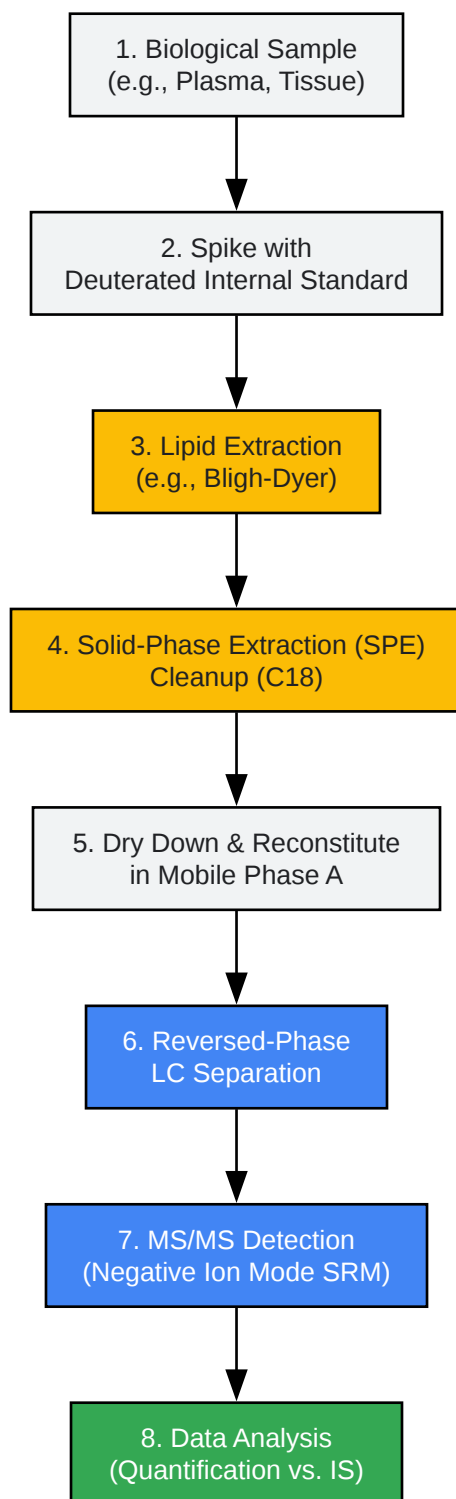 1. Biological Sample
(e.g., Plasma, Tissue)
2. Spike with
Deuterated Internal Standard
3. Lipid Extraction
(e.g., Bligh-Dyer)
4. Solid-Phase Extraction (SPE)
Cleanup (C18)
5. Dry Down & Reconstitute
in Mobile Phase A
6. Reversed-Phase
LC Separation
7. MS/MS Detection
(Negative Ion Mode SRM)
8. Data Analysis
(Quantification vs. IS)